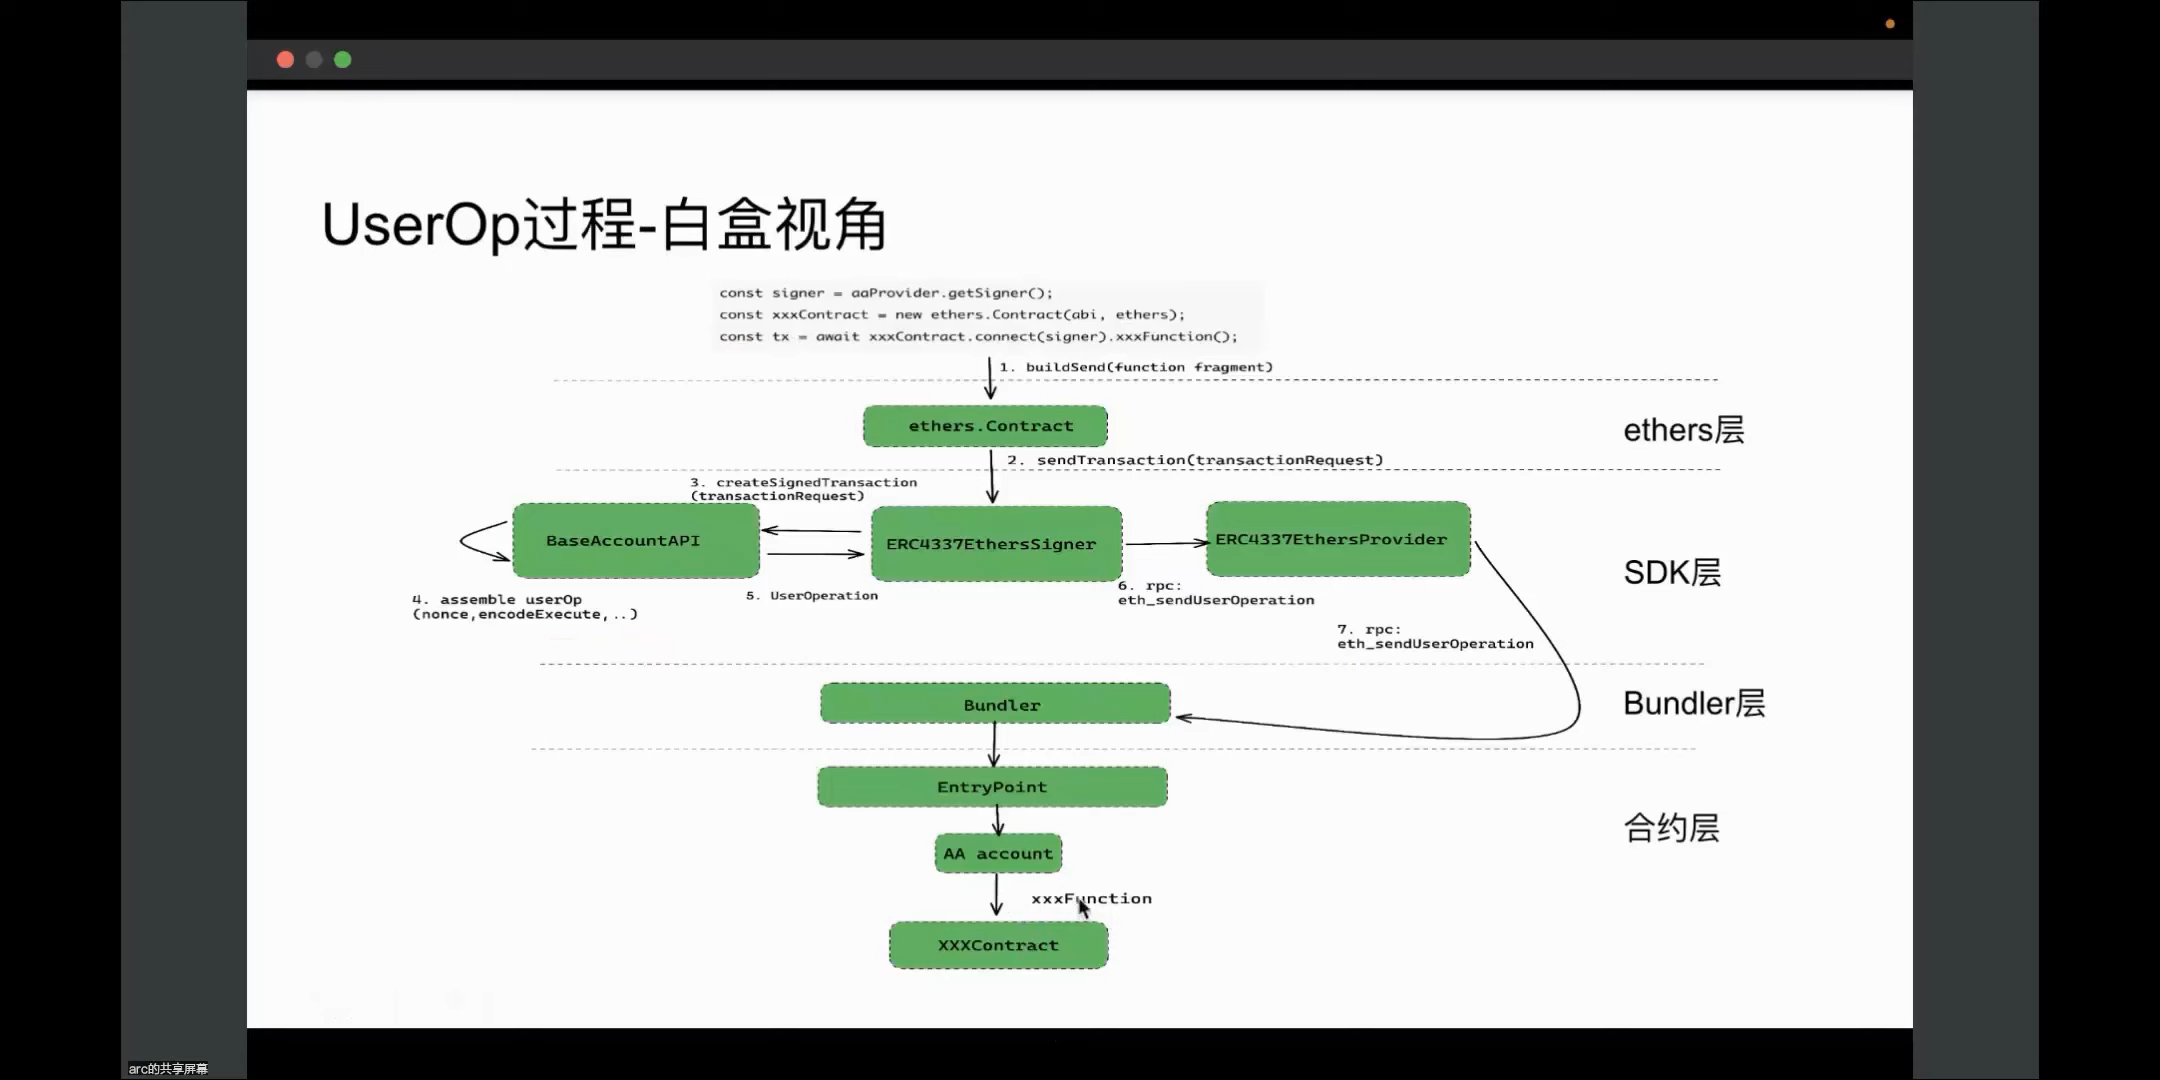 UserOp过程-白盒视角
const signer = aaProvider.getSigner();
const xxxContract = new ethers.Contract(abi, ethers);
const tx = await xxxContract.connect(signer).xxxFunction();
1. buildSend(function fragment)
ethers.Contract
ethers层
2. sendTransaction(transactionRequest)
3. createSignedTransaction
(transactionRequest)
BaseAccountAPI
ERC4337EthersSigner
ERC4337EthersProvider
SDK层
4. assemble userOp
(nonce,encodeExecute,..)
5. UserOperation
6. rpc:
eth_sendUserOperation
7. rpc:
eth_sendUserOperation
Bundler
Bundler层
EntryPoint
AA account
合约层
xxxFunction
XXXContract
arc的共享屏幕